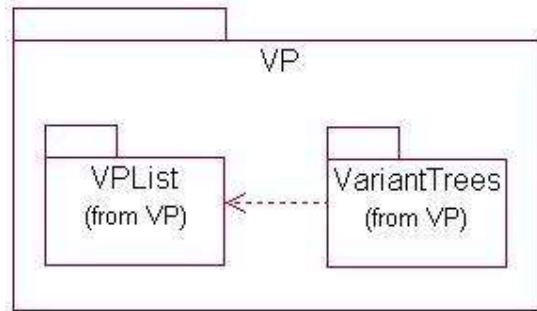 VP
VPList
(from VP)
VariantTrees
(from VP)